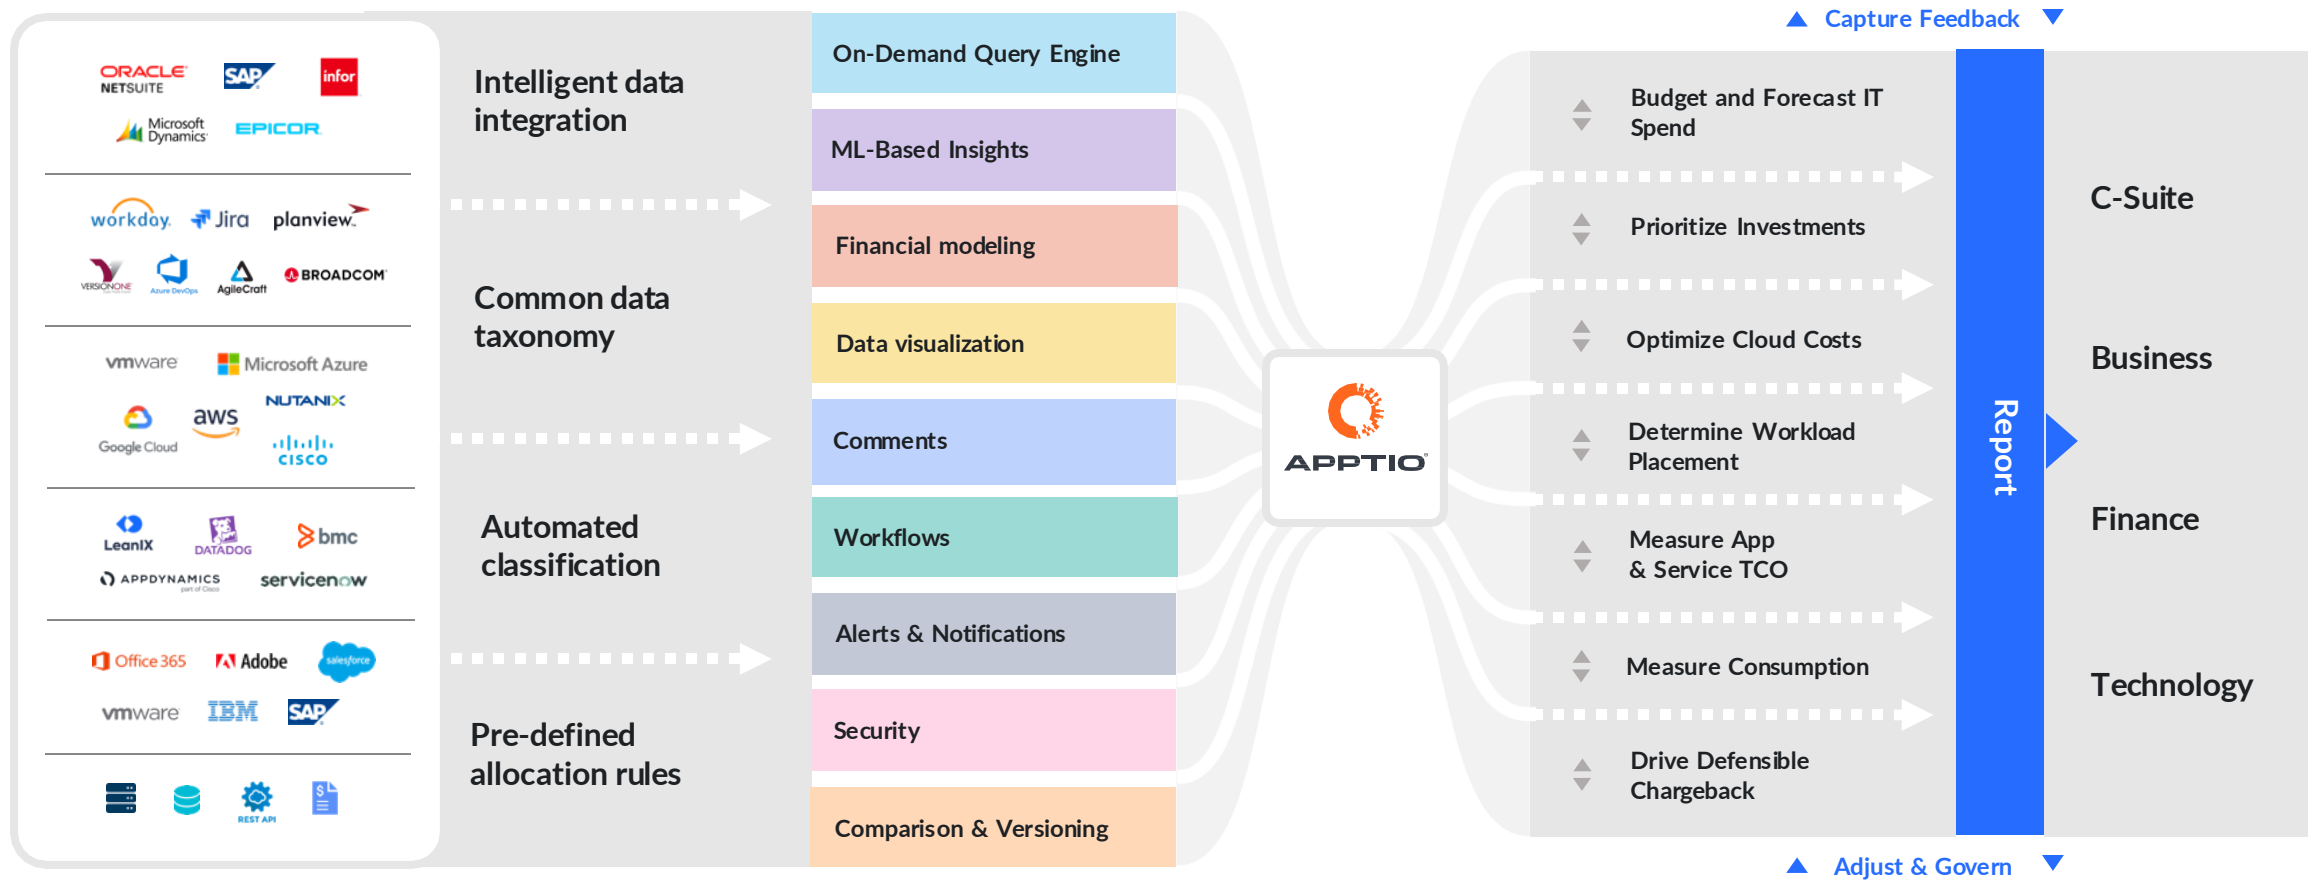 ORACLE
NETSUITE
SAP
infor
Microsoft
Dynamics
EPICOR
workday.
Jira
planview
VERSIONONE
Azure DevOps
AgileCraft
BROADCOM
vmware
Microsoft Azure
Google Cloud
aws
NUTANIX
CISCO
LeanIX
DATADOG
bmc
APPDYNAMICS
part of Cisco
servicenow
Office 365
Adobe
salesforce
vmware
IBM
SAP
REST API
$
Intelligent data
integration
Common data
taxonomy
Automated
classification
Pre-defined
allocation rules
On-Demand Query Engine
ML-Based Insights
Financial modeling
Data visualization
Comments
Workflows
Alerts & Notifications
Security
Comparison & Versioning
APPTIO
Capture Feedback
Budget and Forecast IT
Spend
Prioritize Investments
Optimize Cloud Costs
Determine Workload
Placement
Measure App
& Service TCO
Measure Consumption
Drive Defensible
Chargeback
Report
C-Suite
Business
Finance
Technology
Adjust & Govern